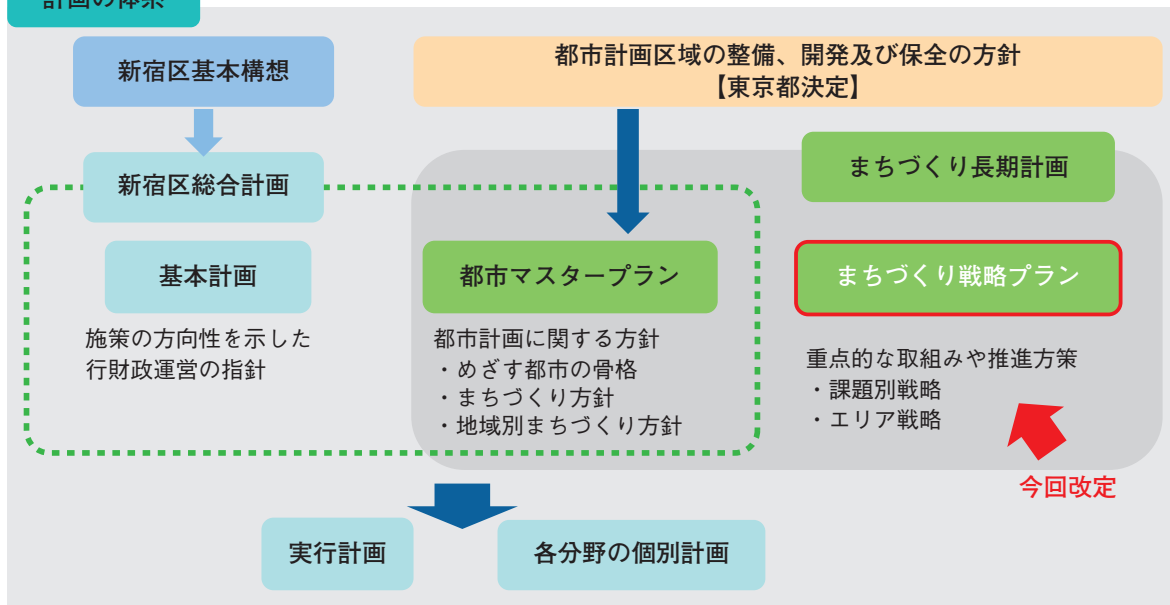 計画の体系
新宿区基本構想
都市計画区域の整備、開発及び保全の方針
【東京都決定】
新宿区総合計画
まちづくり長期計画
基本計画
都市マスタープラン
まちづくり戦略プラン
施策の方向性を示した
行財政運営の指針
都市計画に関する方針
・めざす都市の骨格
・まちづくり方針
・地域別まちづくり方針
重点的な取組みや推進方策
・課題別戦略
・エリア戦略
今回改定
実行計画
各分野の個別計画